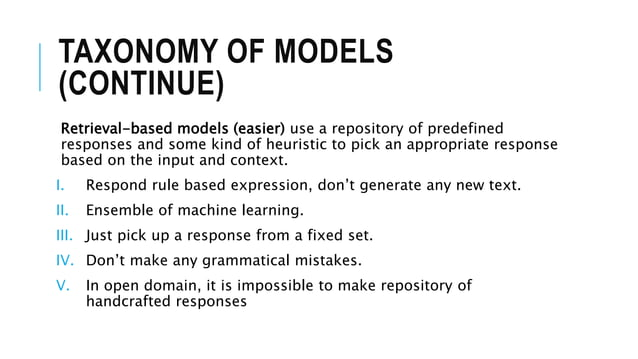 TAXONOMY OF MODELS
(CONTINUE)
Retrieval-based models (easier) use a repository of predefined
responses and some kind of heuristic to pick an appropriate response
based on the input and context.
I. Respond rule based expression, don't generate any new text.
II. Ensemble of machine learning.
III. Just pick up a response from a fixed set.
IV. Don't make any grammatical mistakes.
V. In open domain, it is impossible to make repository of
handcrafted responses